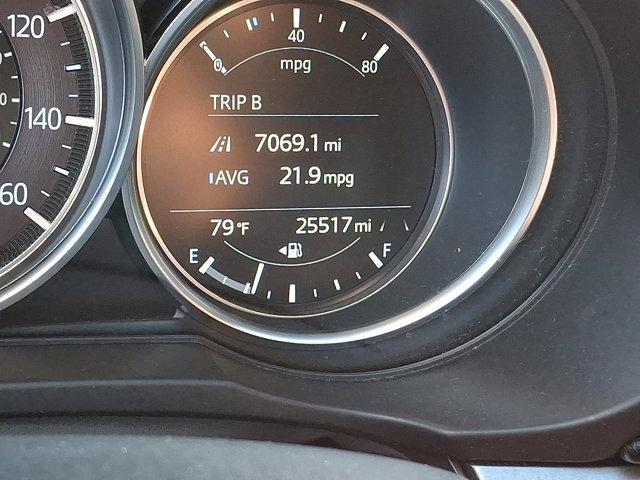 120
140
60
0 40 80
mpg
TRIP B
7069.1 mi
AVG 21.9 mpg
79 °F 25517 mi
E F